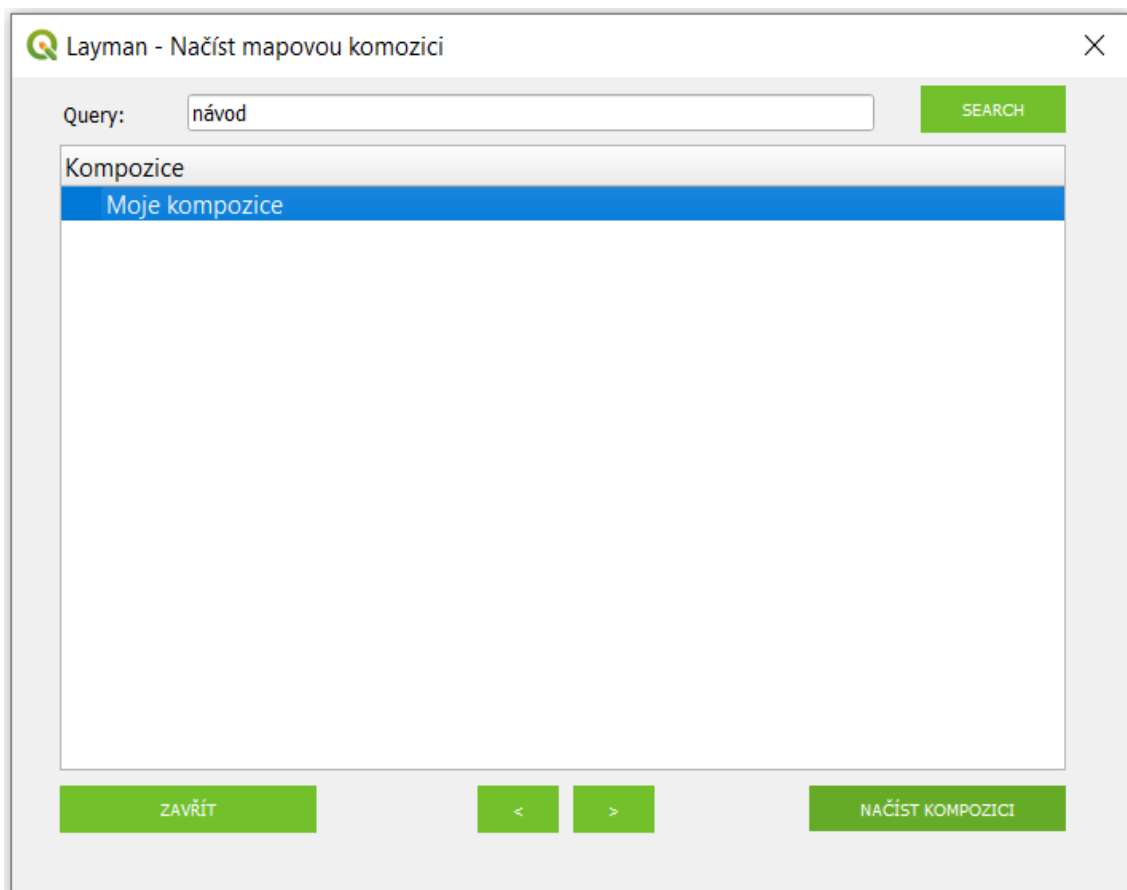 Layman - Načíst mapovou komozici
Query: návod SEARCH
Kompozice
Moje kompozice
ZAVŘÍT < > NAČÍST KOMPOZICI